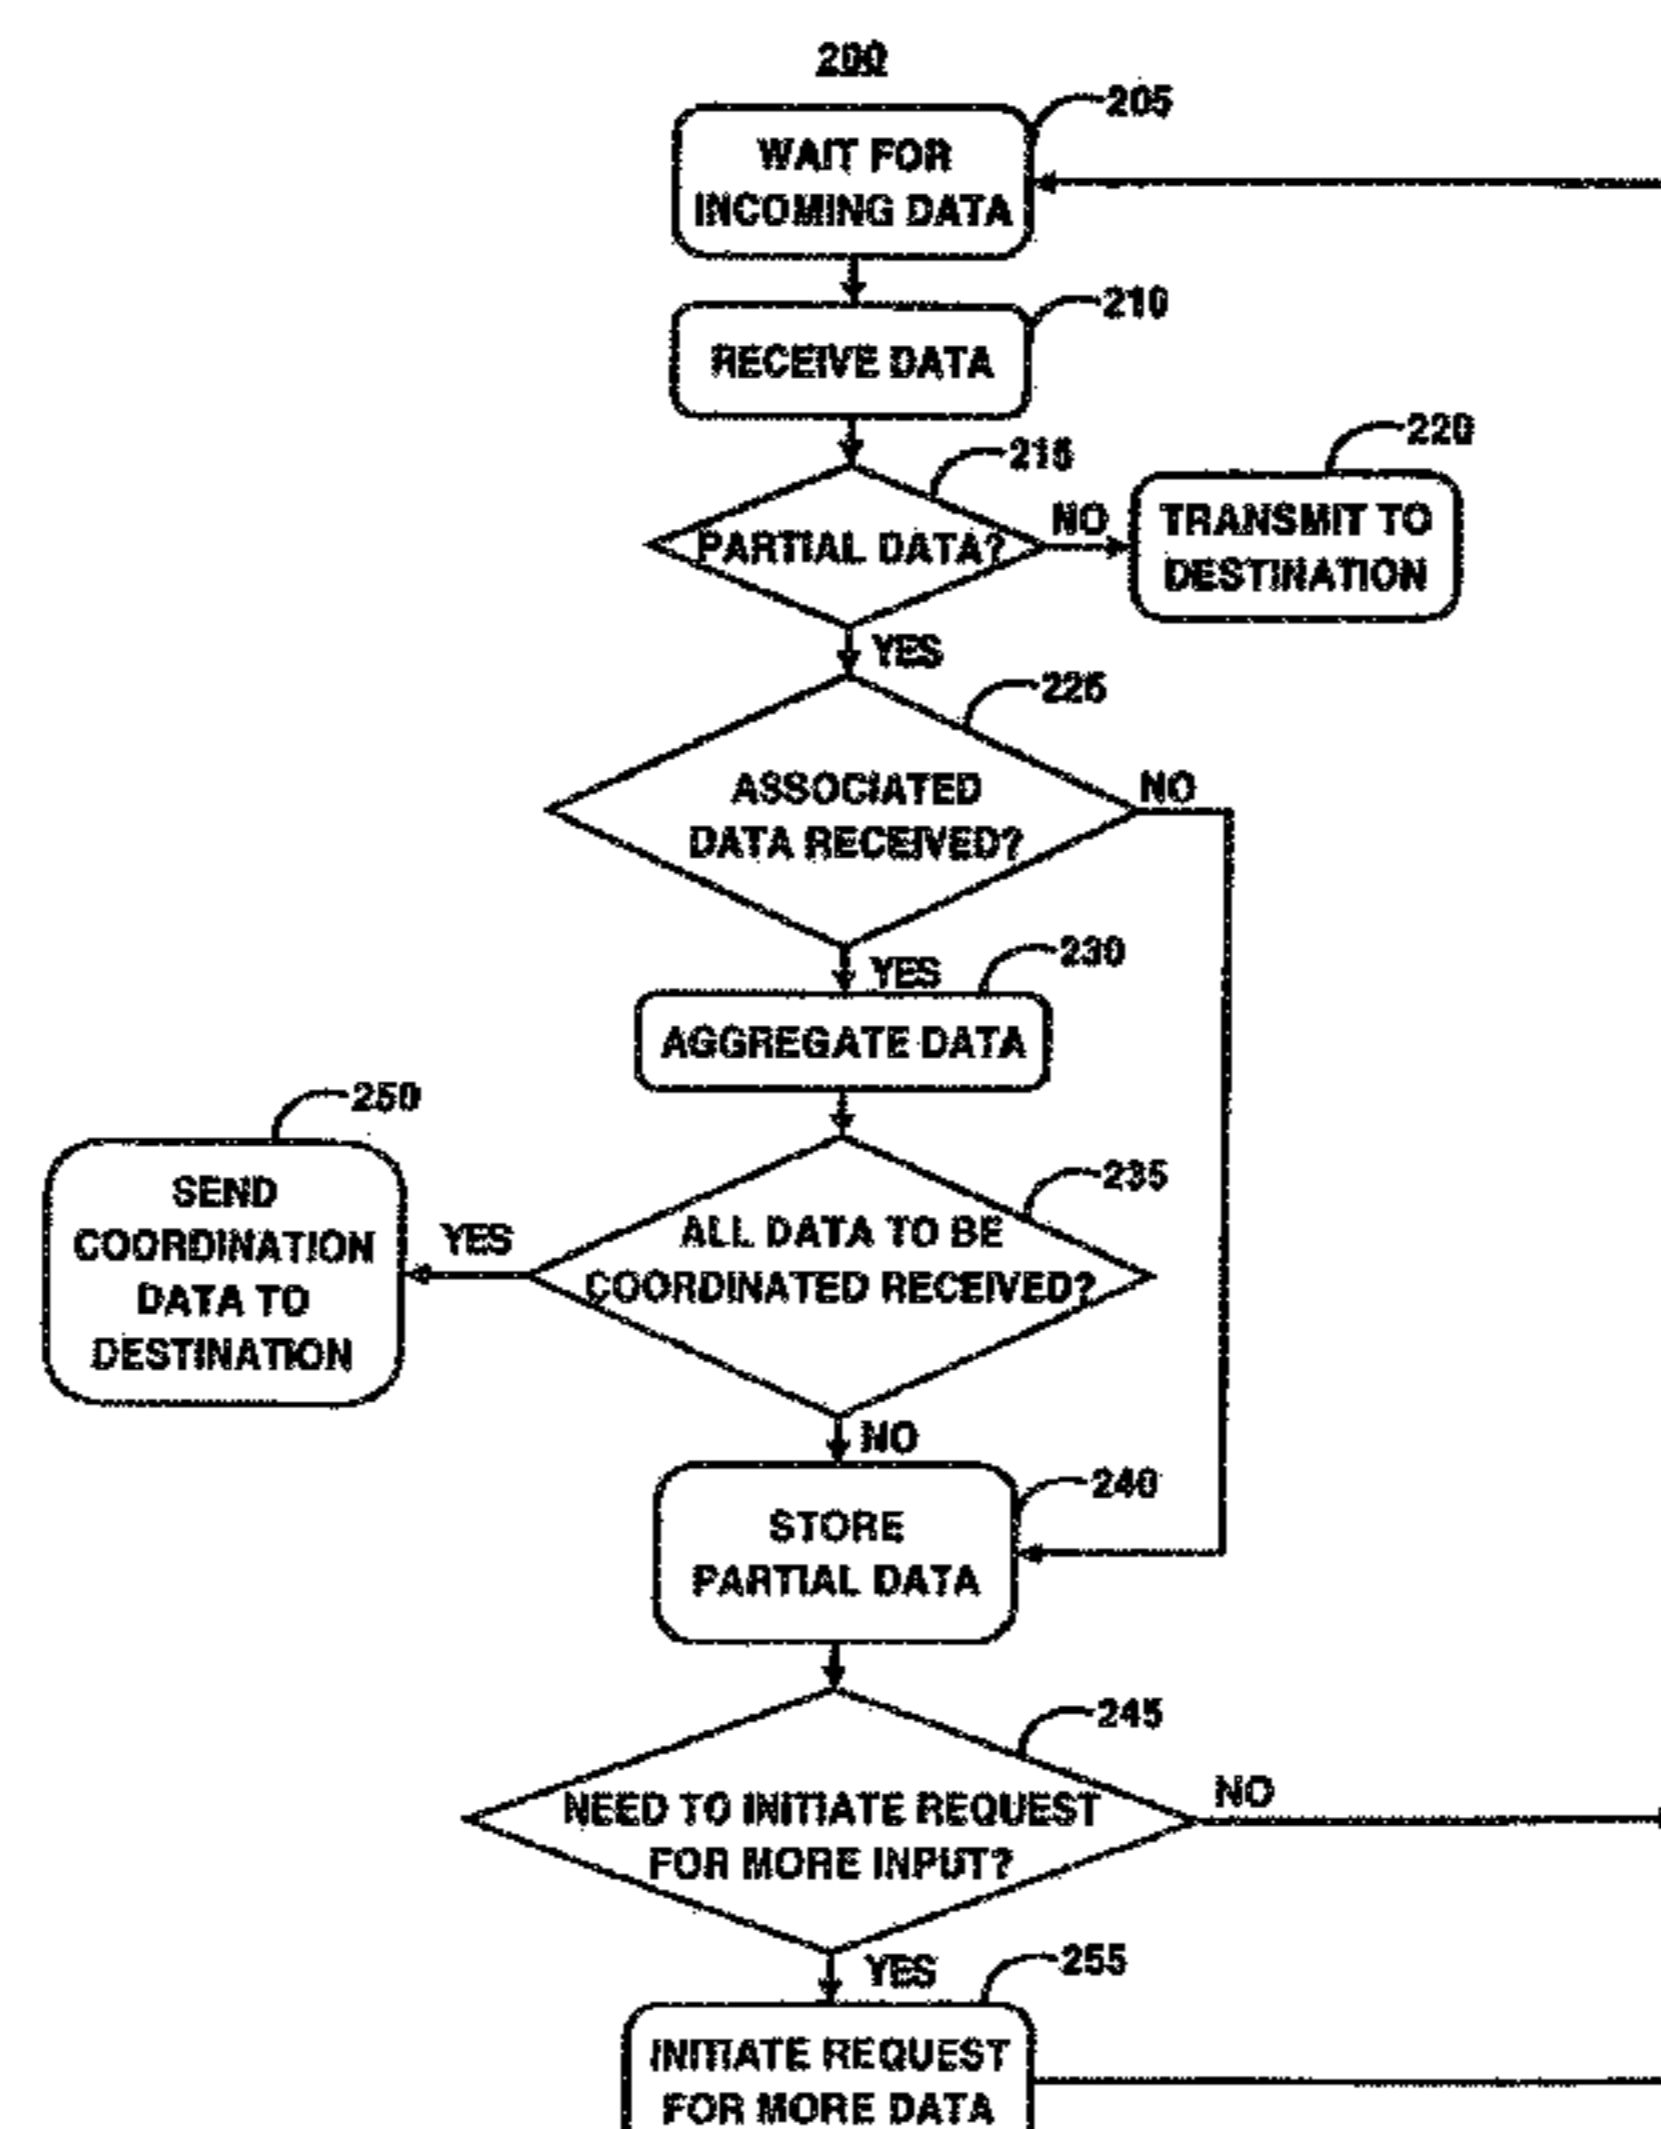 200
205
WAIT FOR
INCOMING DATA
210
RECEIVE DATA
215
PARTIAL DATA?
NO
220
TRANSMIT TO
DESTINATION
YES
225
ASSOCIATED
DATA RECEIVED?
NO
YES
230
AGGREGATE DATA
250
SEND
COORDINATION
DATA TO
DESTINATION
YES
235
ALL DATA TO BE
COORDINATED RECEIVED?
NO
240
STORE
PARTIAL DATA
245
NEED TO INITIATE REQUEST
FOR MORE INPUT?
NO
YES
255
INITIATE REQUEST
FOR MORE DATA